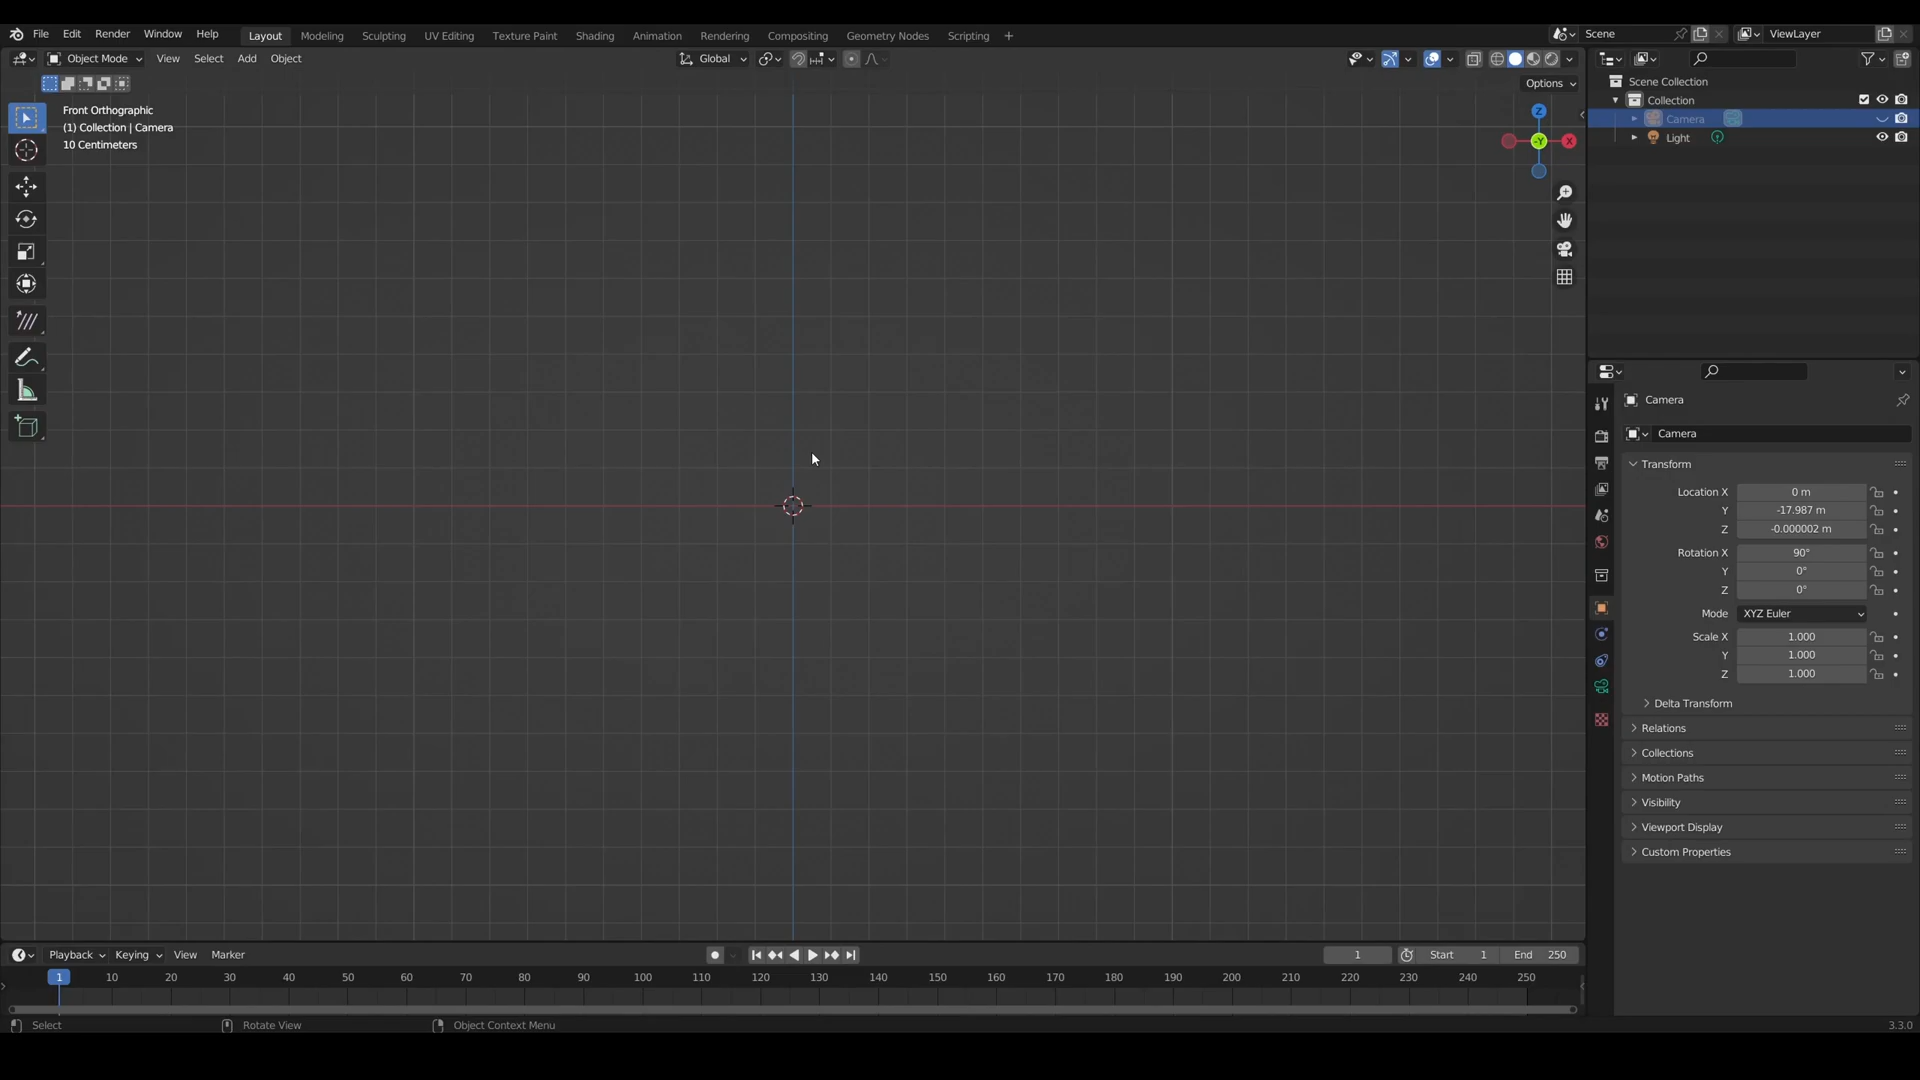 File Edit Render Window Help Layout Modeling Sculpting UV Editing Texture Paint Shading Animation Rendering Compositing Geometry Nodes Scripting + Scene ViewLayer
Object Mode View Select Add Object Global
Options
Front Orthographic
(1) Collection | Camera
10 Centimeters
Z
-Y
X
Scene Collection
Collection
Camera
Light
Camera
Camera
Transform
Location X 0 m
Y -17.987 m
Z -0.000002 m
Rotation X 90°
Y 0°
Z 0°
Mode XYZ Euler
Scale X 1.000
Y 1.000
Z 1.000
Delta Transform
Relations
Collections
Motion Paths
Visibility
Viewport Display
Custom Properties
Playback Keying View Marker 1 Start 1 End 250
1 10 20 30 40 50 60 70 80 90 100 110 120 130 140 150 160 170 180 190 200 210 220 230 240 250
Select Rotate View Object Context Menu 3.3.0